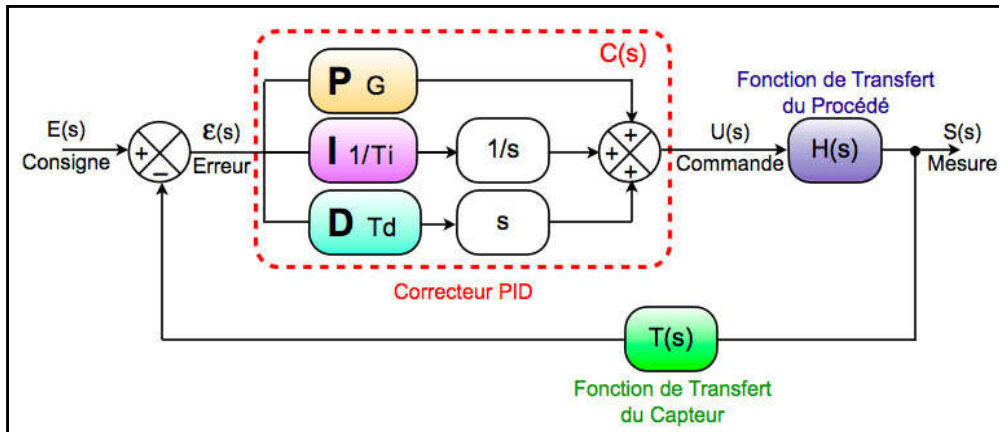 C(s)
P G
Fonction de Transfert
du Procédé
E(s)
Consigne
+
−
ε(s)
Erreur
I 1/Ti
1/s
+
+
+
U(s)
Commande
H(s)
S(s)
Mesure
D Td
s
Correcteur PID
T(s)
Fonction de Transfert
du Capteur